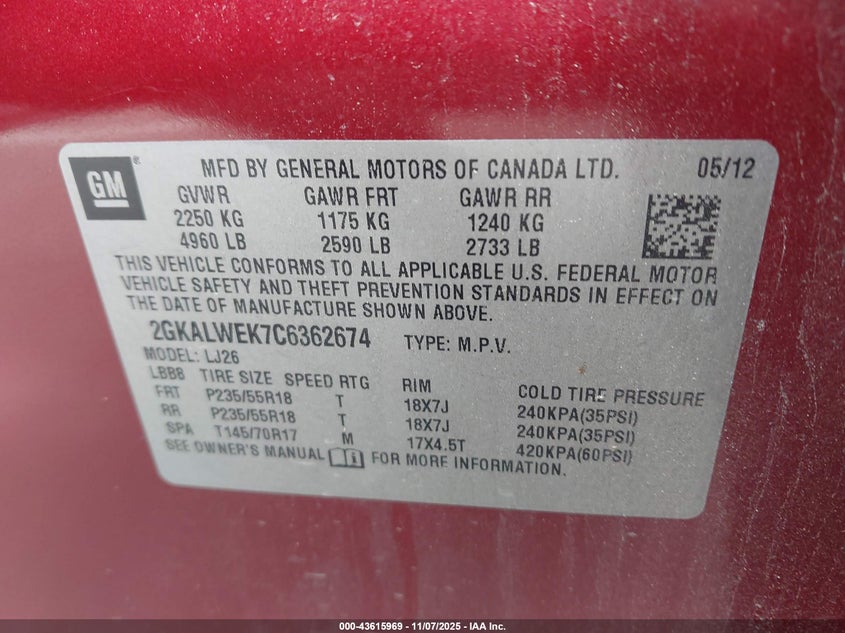 GM
MFD BY GENERAL MOTORS OF CANADA LTD. 05/12
GVWR GAWR FRT GAWR RR
2250 KG 1175 KG 1240 KG
4960 LB 2590 LB 2733 LB
THIS VEHICLE CONFORMS TO ALL APPLICABLE U.S. FEDERAL MOTOR
VEHICLE SAFETY AND THEFT PREVENTION STANDARDS IN EFFECT ON
THE DATE OF MANUFACTURE SHOWN ABOVE.
2GKALWEK7C6362674 TYPE: M.P.V.
MODEL: LJ26
LBB8 TIRE SIZE SPEED RTG RIM COLD TIRE PRESSURE
FRT P235/55R18 T 18X7J 240KPA(35PSI)
RR P235/55R18 T 18X7J 240KPA(35PSI)
SPA T145/70R17 M 17X4.5T 420KPA(60PSI)
SEE OWNER'S MANUAL FOR MORE INFORMATION.
000-43615969 - 11/07/2025 - IAA Inc.